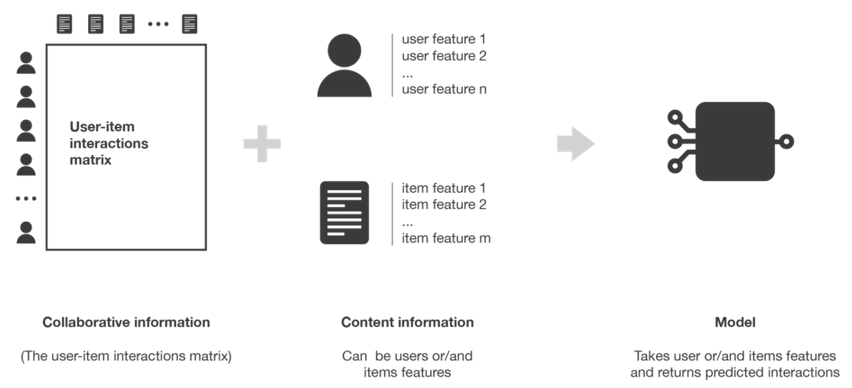 user feature 1
user feature 2
...
user feature n
User-item
interactions
matrix
item feature 1
item feature 2
...
item feature m
Collaborative information
(The user-item interactions matrix)
Content information
Can be users or/and
items features
Model
Takes user or/and items features
and returns predicted interactions